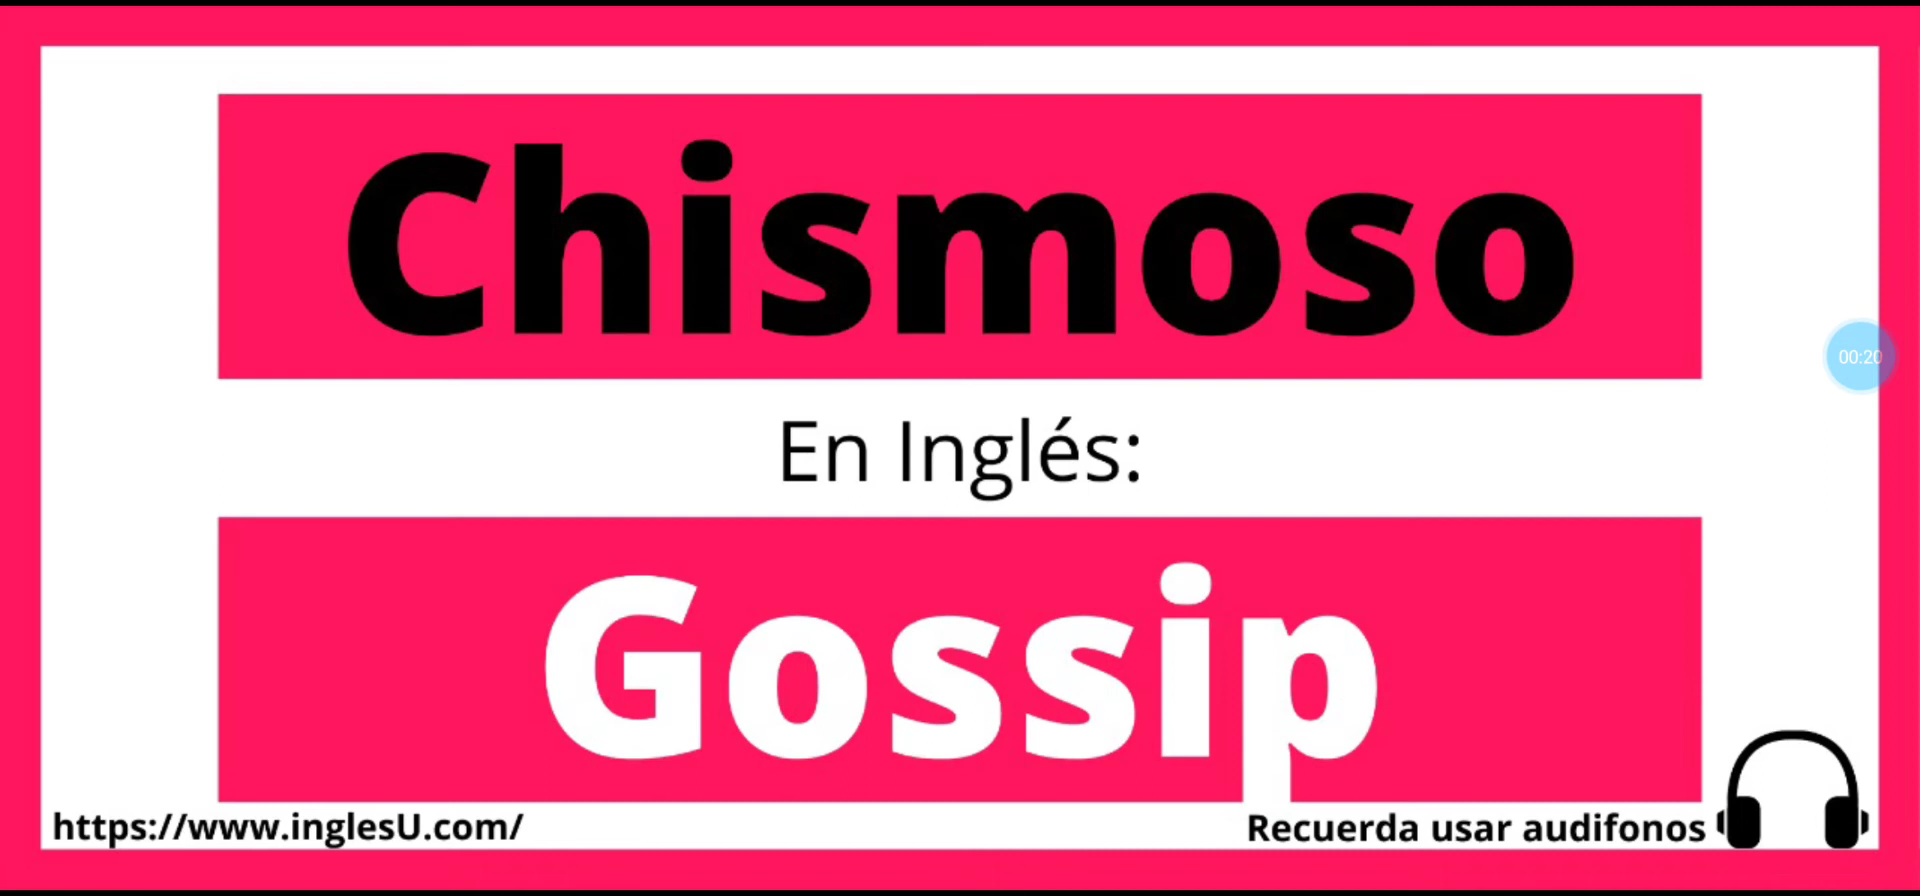 Chismoso
00:20
En Inglés:
Gossip
https://www.inglesU.com/
Recuerda usar audifonos